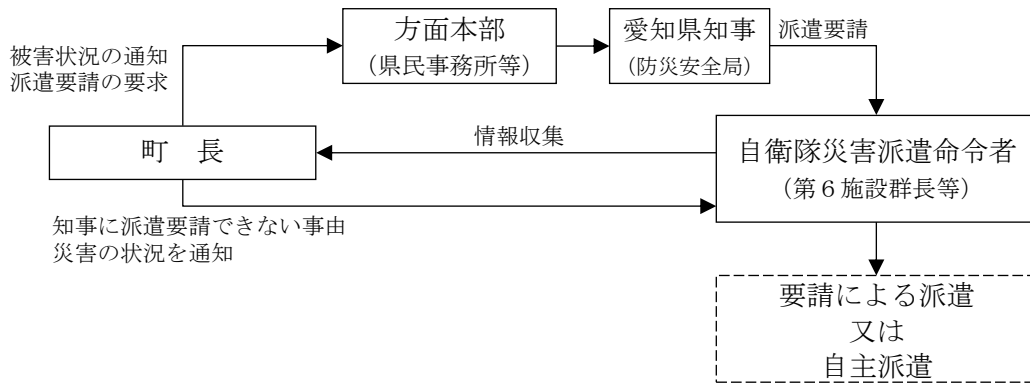 被害状況の通知
派遣要請の要求
方面本部
（県民事務所等）
愛知県知事
（防災安全局）
派遣要請
町　長
情報収集
自衛隊災害派遣命令者
（第６施設群長等）
知事に派遣要請できない事由
災害の状況を通知
要請による派遣
又は
自主派遣